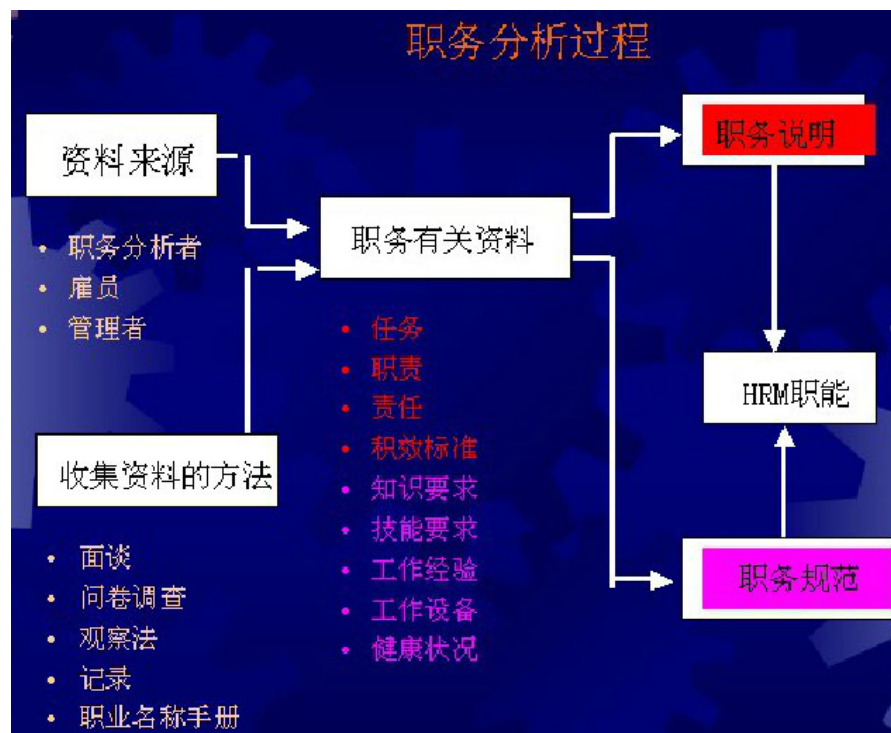 职务分析过程
资料来源
• 职务分析者
• 雇员
• 管理者
收集资料的方法
• 面谈
• 问卷调查
• 观察法
• 记录
• 职业名称手册
职务有关资料
• 任务
• 职责
• 责任
• 积效标准
• 知识要求
• 技能要求
• 工作经验
• 工作设备
• 健康状况
职务说明
HRM职能
职务规范